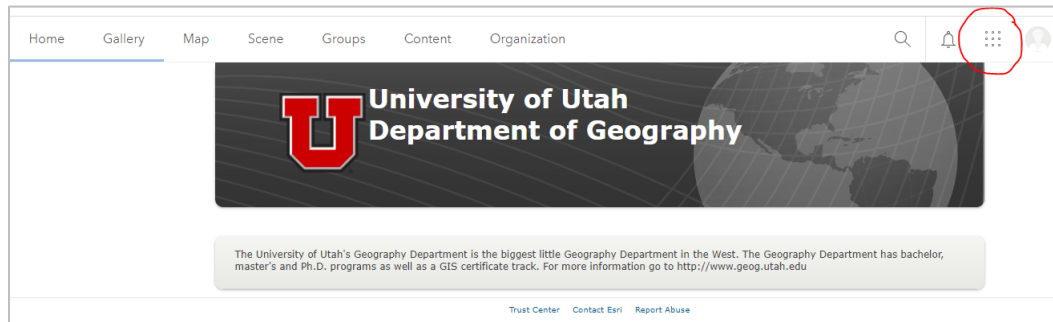 Home Gallery Map Scene Groups Content Organization
U
University of Utah
Department of Geography
The University of Utah's Geography Department is the biggest little Geography Department in the West. The Geography Department has bachelor,
master's and Ph.D. programs as well as a GIS certificate track. For more information go to http://www.geog.utah.edu
Trust Center Contact Esri Report Abuse